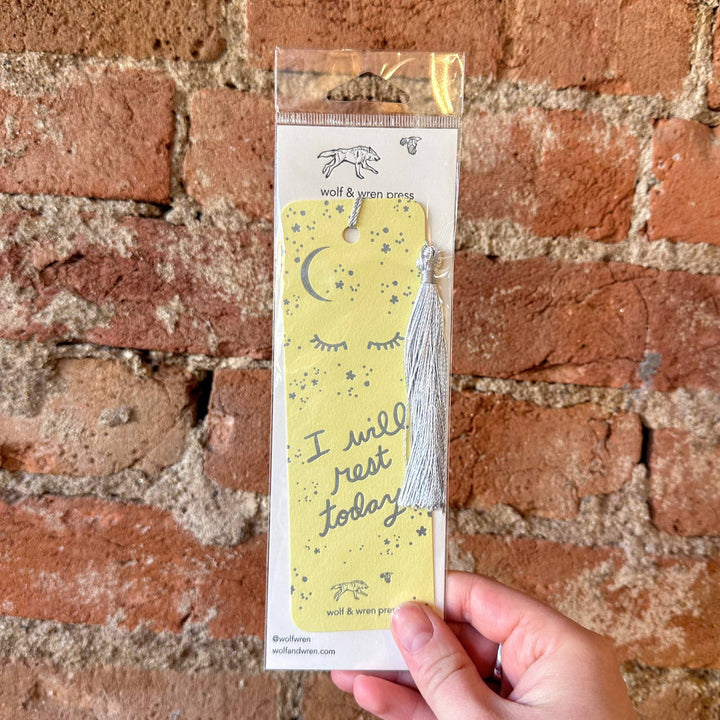 wolf & wren press
I will
rest
today
wolf & wren press
@wolfwren
wolfandwren.com